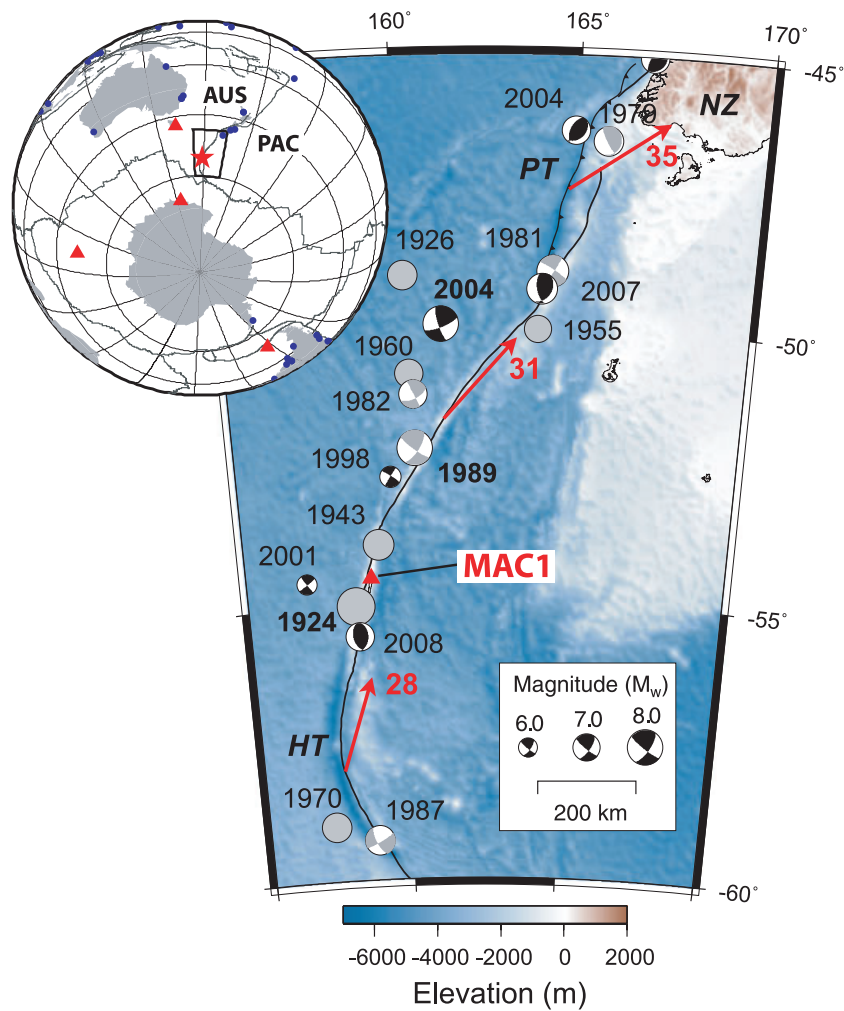 160˚
165˚
170˚
-45˚
AUS
PAC
2004
1979
NZ
35
PT
1926
1981
2004
2007
1955
-50˚
1960
31
1982
1998
1989
1943
2001
MAC1
1924
-55˚
2008
28
Magnitude (Mw)
6.0 7.0 8.0
HT
200 km
1970
1987
-60˚
-6000 -4000 -2000 0 2000
Elevation (m)